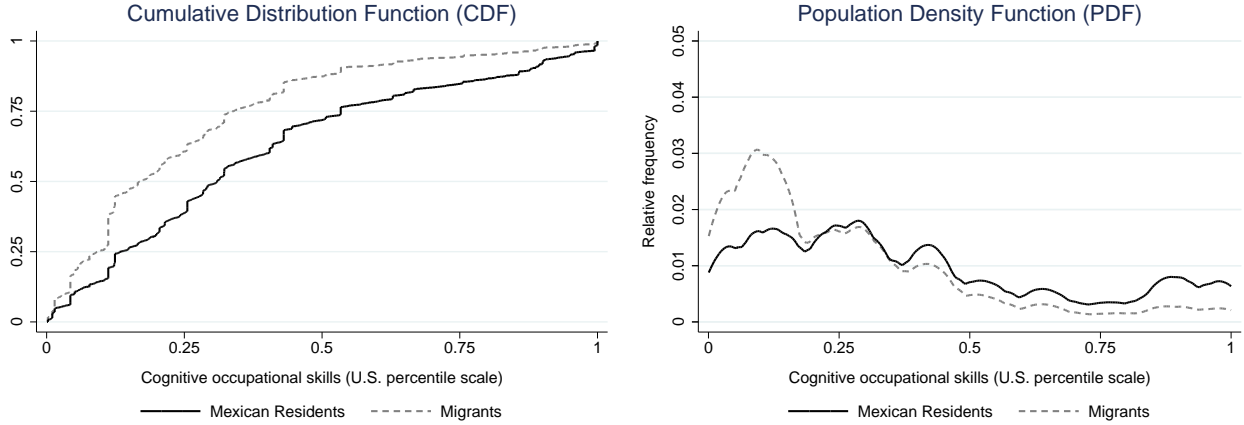 Cumulative Distribution Function (CDF)
1
0.75
0.5
0.25
0
0 0.25 0.5 0.75 1
Cognitive occupational skills (U.S. percentile scale)
Mexican Residents Migrants
Population Density Function (PDF)
Relative frequency
0.05
0.04
0.03
0.02
0.01
0
0 0.25 0.5 0.75 1
Cognitive occupational skills (U.S. percentile scale)
Mexican Residents Migrants